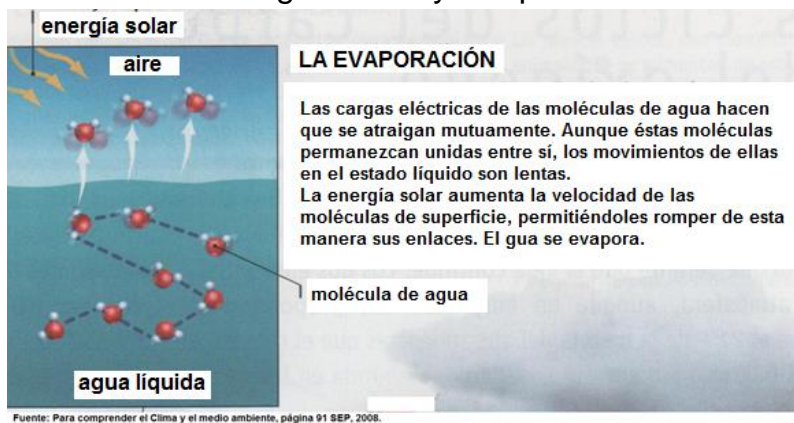 energía solar
aire
LA EVAPORACIÓN
Las cargas eléctricas de las moléculas de agua hacen
que se atraigan mutuamente. Aunque éstas moléculas
permanezcan unidas entre sí, los movimientos de ellas
en el estado líquido son lentas.
La energía solar aumenta la velocidad de las
moléculas de superficie, permitiéndoles romper de esta
manera sus enlaces. El gua se evapora.
molécula de agua
agua líquida
Fuente: Para comprender el Clima y el medio ambiente, página 91 SEP, 2008.